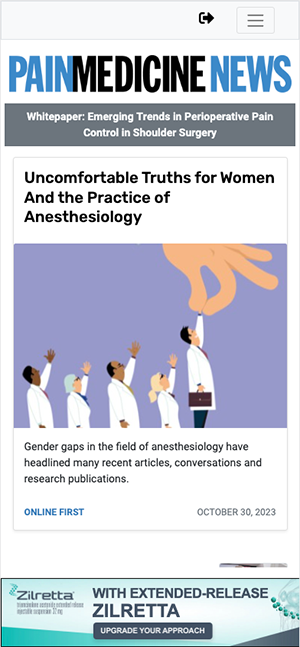 PAINMEDICINE NEWS
Whitepaper: Emerging Trends in Perioperative Pain
Control in Shoulder Surgery
Uncomfortable Truths for Women
And the Practice of
Anesthesiology
Gender gaps in the field of anesthesiology have
headlined many recent articles, conversations and
research publications.
ONLINE FIRST OCTOBER 30, 2023
Zilretta
(triamcinolone acetonide extended-release
injectable suspension) 32 mg
WITH EXTENDED-RELEASE
ZILRETTA
UPGRADE YOUR APPROACH